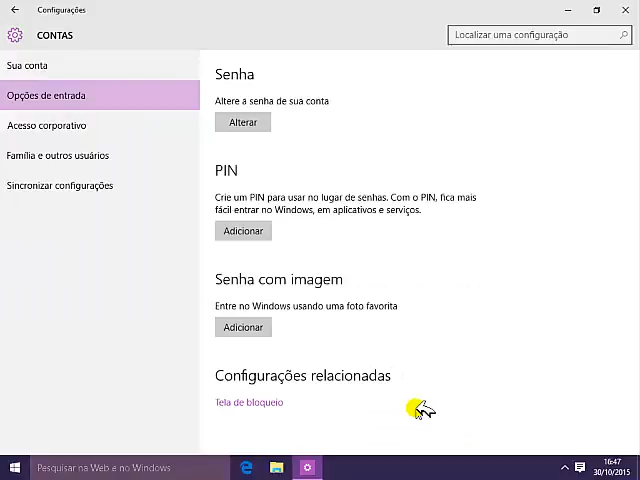 Configurações
CONTAS
Localizar uma configuração
Sua conta
Opções de entrada
Acesso corporativo
Família e outros usuários
Sincronizar configurações
Senha
Altere a senha de sua conta
Alterar
PIN
Crie um PIN para usar no lugar de senhas. Com o PIN, fica mais
fácil entrar no Windows, em aplicativos e serviços.
Adicionar
Senha com imagem
Entre no Windows usando uma foto favorita
Adicionar
Configurações relacionadas
Tela de bloqueio
Pesquisar na Web e no Windows
16:47
30/10/2015